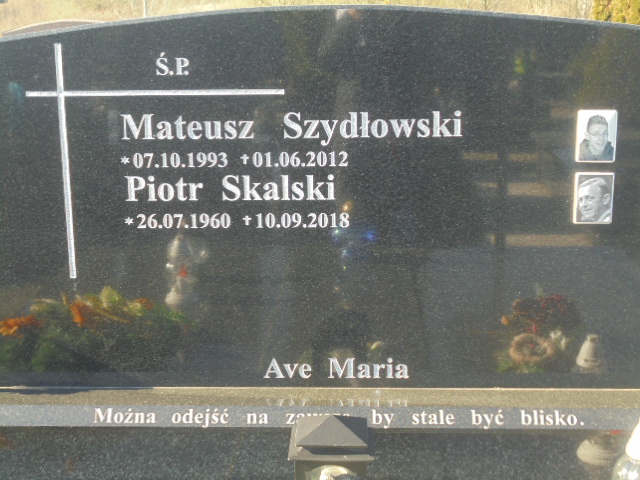 Ś.P.
Mateusz Szydłowski
*07.10.1993 †01.06.2012
Piotr Skalski
*26.07.1960 †10.09.2018
Ave Maria
Można odejść na by stale być blisko.